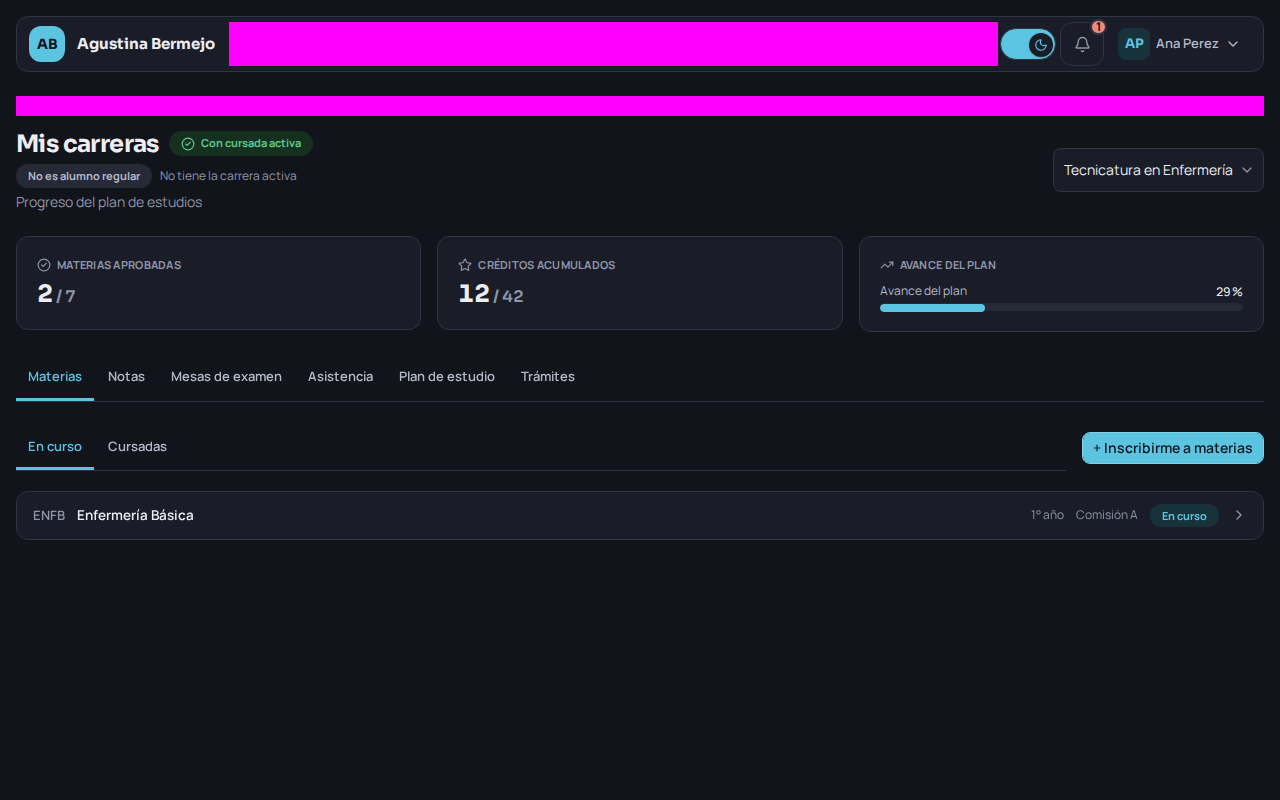 AB Agustina Bermejo 1 AP Ana Perez
Mis carreras Con cursada activa
No es alumno regular No tiene la carrera activa
Tecnicatura en Enfermería
Progreso del plan de estudios
MATERIAS APROBADAS
2 / 7
CRÉDITOS ACUMULADOS
12 / 42
AVANCE DEL PLAN
Avance del plan 29 %
Materias Notas Mesas de examen Asistencia Plan de estudio Trámites
En curso Cursadas + Inscribirme a materias
ENFB Enfermería Básica 1º año Comisión A En curso